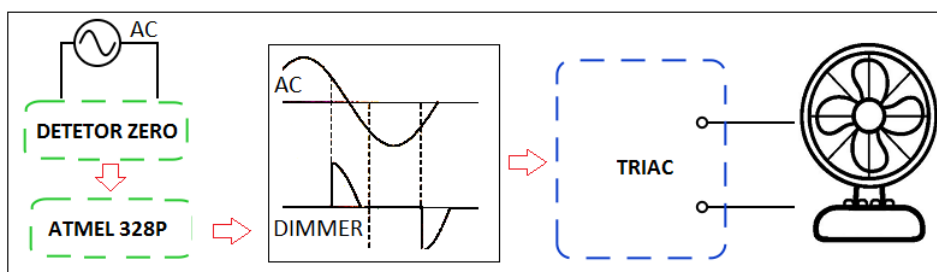 AC
DETETOR ZERO
ATMEL 328P
AC
DIMMER
TRIAC